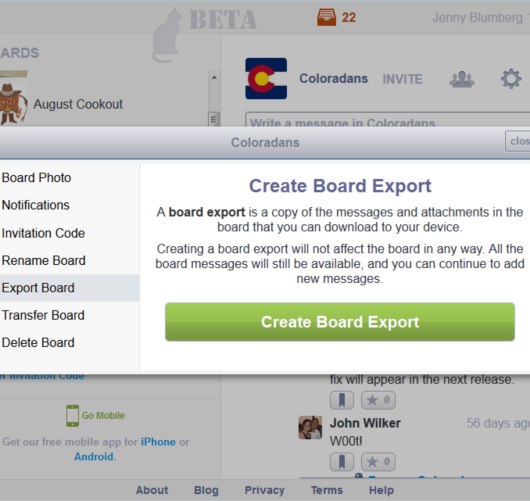 BETA
22
Jenny Blumberg
ARDS
August Cookout
Coloradans
INVITE
Write a message in Coloradans
Coloradans
clos
Board Photo
Notifications
Invitation Code
Rename Board
Export Board
Transfer Board
Delete Board
Create Board Export
A board export is a copy of the messages and attachments in the
board that you can download to your device.
Creating a board export will not affect the board in any way. All the
board messages will still be available, and you can continue to add
new messages.
Create Board Export
r Invitation Code
fix will appear in the next release.
0
John Wilker
56 days ago
W00t!
0
Go Mobile
Get our free mobile app for iPhone or
Android.
About
Blog
Privacy
Terms
Help